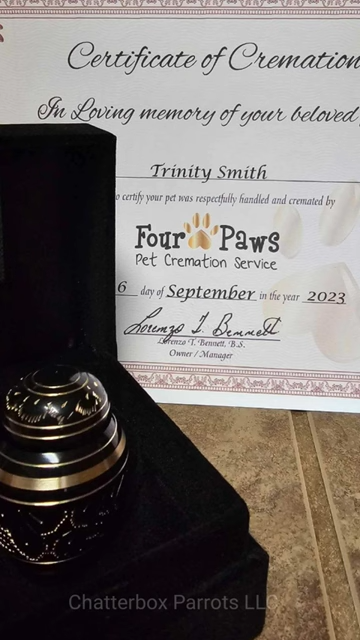 Certificate of Cremation
In Loving memory of your beloved
Trinity Smith
to certify your pet was respectfully handled and cremated by
Four Paws
Pet Cremation Service
6 day of September in the year 2023
Lorenzo T. Bennett
Lorenzo T. Bennett, B.S.
Owner / Manager
Chatterbox Parrots LLC